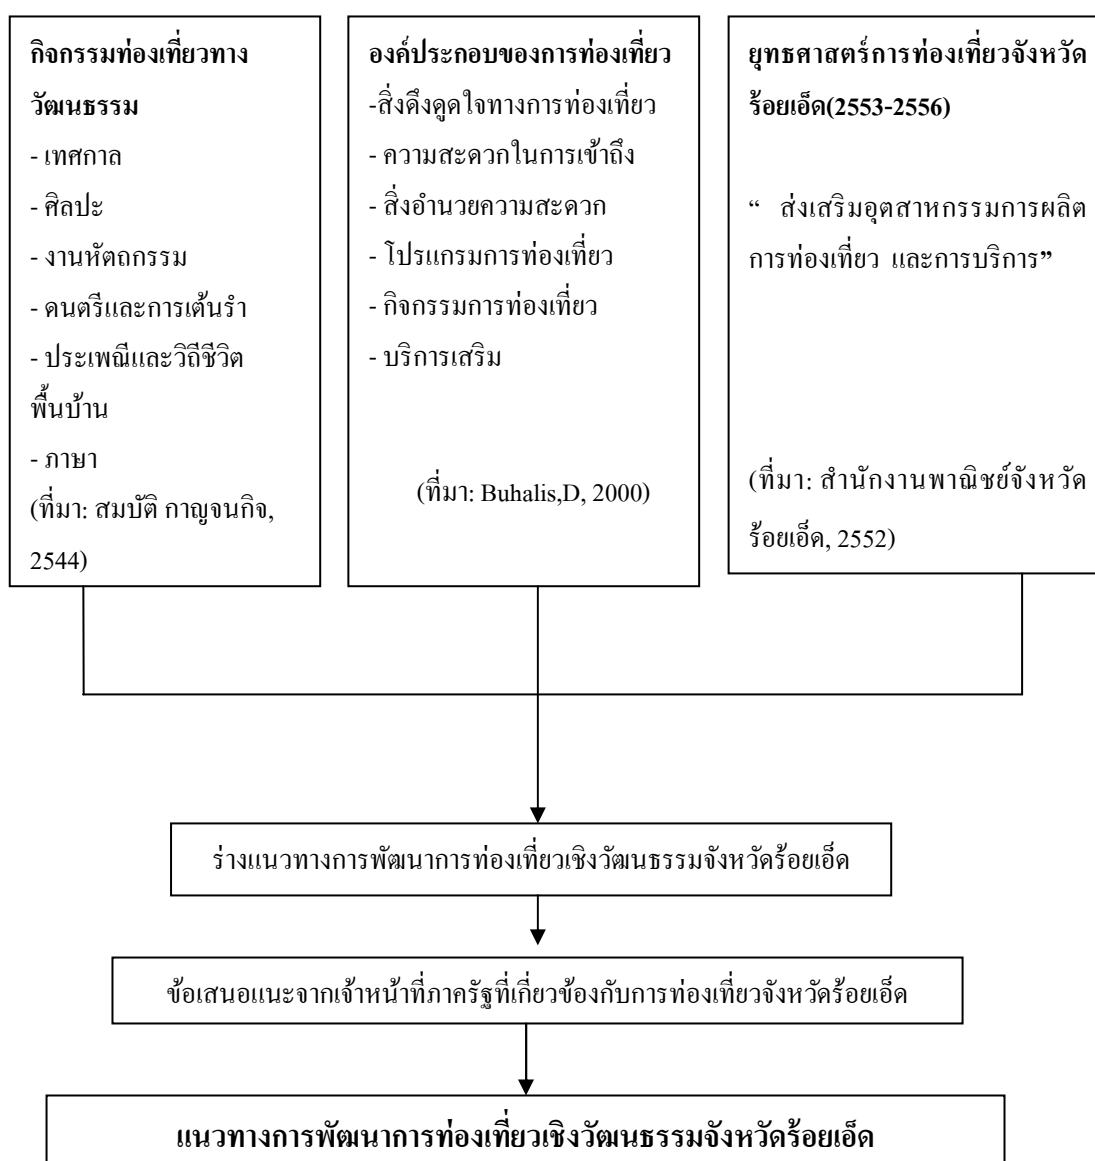 กิจกรรมท่องเที่ยวทาง
วัฒนธรรม
- เทศกาล
- ศิลปะ
- งานหัตถกรรม
- ดนตรีและการเต้นรำ
- ประเพณีและวิถีชีวิต
พื้นบ้าน
- ภาษา
(ที่มา: สมบัติ กาญจนกิจ,
2544)
องค์ประกอบของการท่องเที่ยว
-สิ่งดึงดูดใจทางการท่องเที่ยว
- ความสะดวกในการเข้าถึง
- สิ่งอำนวยความสะดวก
- โปรแกรมการท่องเที่ยว
- กิจกรรมการท่องเที่ยว
- บริการเสริม
(ที่มา: Buhalis,D, 2000)
ยุทธศาสตร์การท่องเที่ยวจังหวัด
ร้อยเอ็ด(2553-2556)
“ ส่งเสริมอุตสาหกรรมการผลิต
การท่องเที่ยว และการบริการ”
(ที่มา: สำนักงานพาณิชย์จังหวัด
ร้อยเอ็ด, 2552)
ร่างแนวทางการพัฒนาการท่องเที่ยวเชิงวัฒนธรรมจังหวัดร้อยเอ็ด
ข้อเสนอแนะจากเจ้าหน้าที่ภาครัฐที่เกี่ยวข้องกับการท่องเที่ยวจังหวัดร้อยเอ็ด
แนวทางการพัฒนาการท่องเที่ยวเชิงวัฒนธรรมจังหวัดร้อยเอ็ด